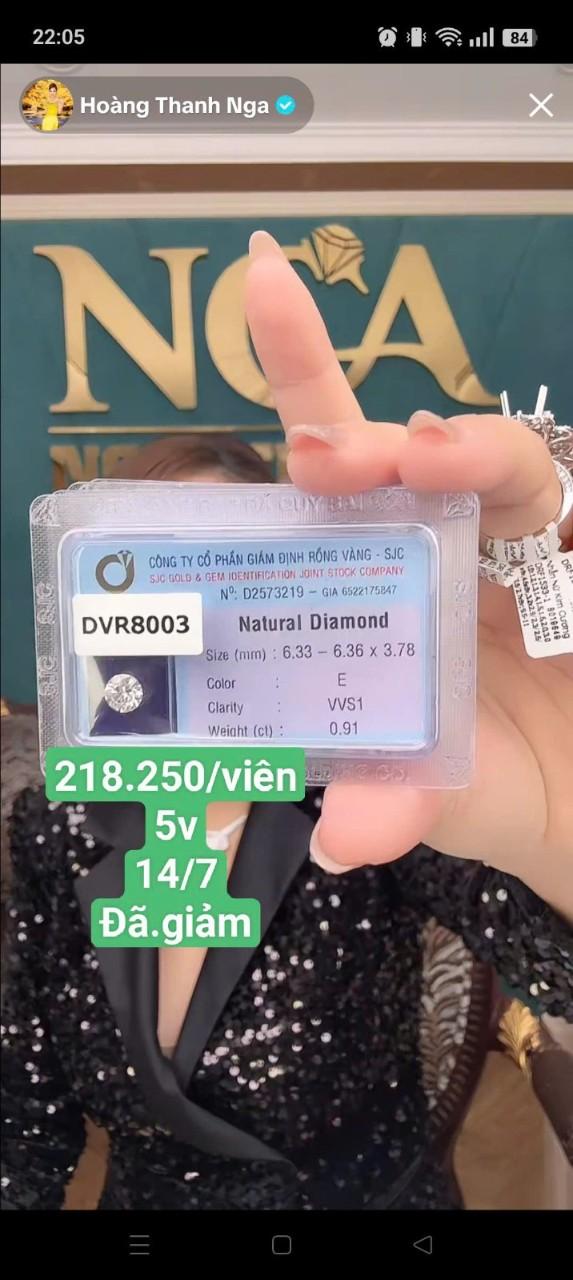 22:05
84
Hoàng Thanh Nga
NGA
CÔNG TY CỔ PHẦN GIÁM ĐỊNH RỒNG VÀNG - SJC
SJC GOLD & GEM IDENTIFICATION JOINT STOCK COMPANY
Nº: D2573219 – GIA 6522175847
DVR8003
Natural Diamond
Size (mm) : 6.33 – 6.36 x 3.78
Color : E
Clarity : VVS1
Weight (ct) : 0.91
218.250/viên
5v
14/7
Đã.giảm